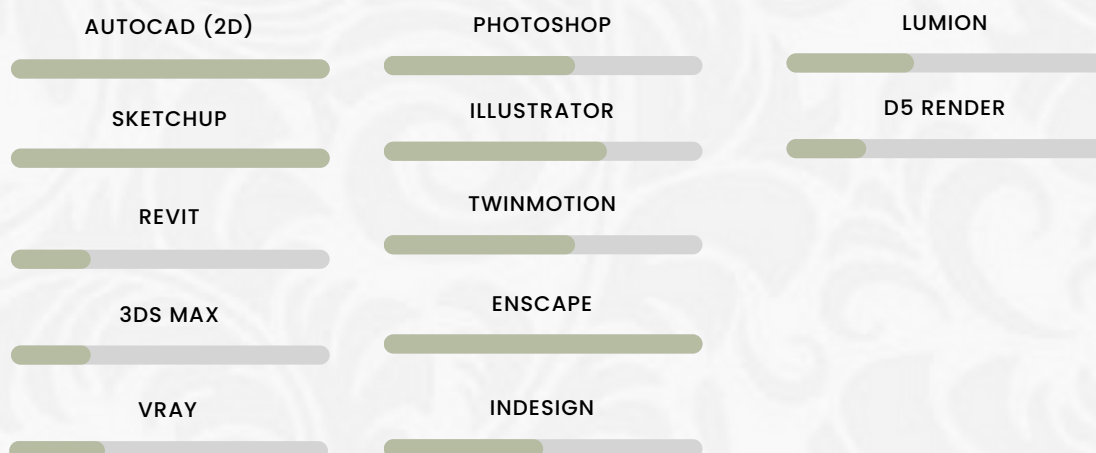 AUTOCAD (2D)
SKETCHUP
REVIT
3DS MAX
VRAY
PHOTOSHOP
ILLUSTRATOR
TWINMOTION
ENSCAPE
INDESIGN
LUMION
D5 RENDER